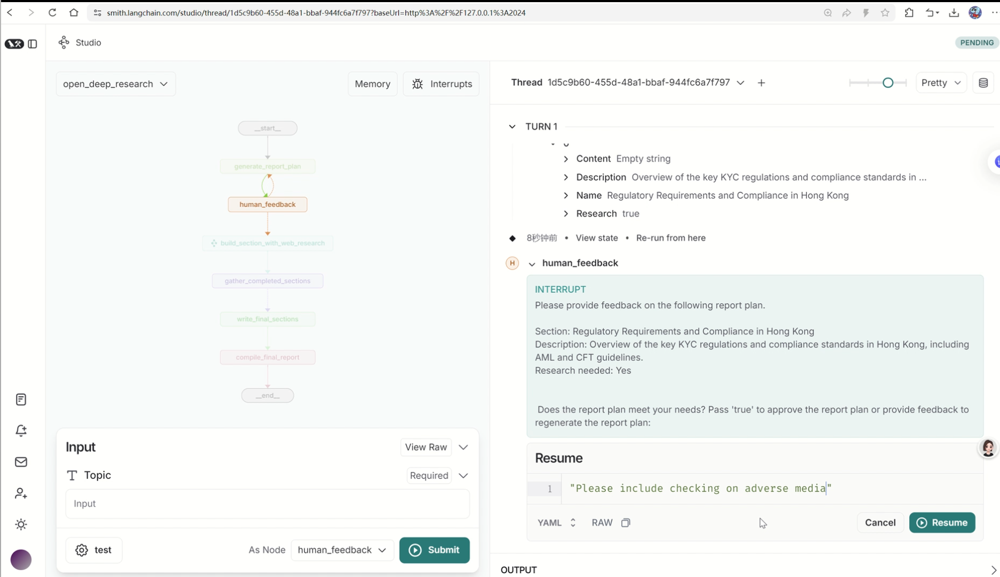 smith.langchain.com/studio/thread/1d5c9b60-455d-48a1-bbaf-944fc6a7f797?baseUrl=http%3A%2F%2F127.0.0.1%3A2024
Studio
PENDING
open_deep_research
Memory
Interrupts
__start__
generate_report_plan
human_feedback
build_section_with_web_research
gather_completed_sections
write_final_sections
compile_final_report
__end__
Input
View Raw
Topic
Required
Input
test
As Node
human_feedback
Submit
Thread 1d5c9b60-455d-48a1-bbaf-944fc6a7f797
Pretty
TURN 1
Content Empty string
Description Overview of the key KYC regulations and compliance standards in ...
Name Regulatory Requirements and Compliance in Hong Kong
Research true
8秒钟前 • View state • Re-run from here
H human_feedback
INTERRUPT
Please provide feedback on the following report plan.
Section: Regulatory Requirements and Compliance in Hong Kong
Description: Overview of the key KYC regulations and compliance standards in Hong Kong, including
AML and CFT guidelines.
Research needed: Yes
Does the report plan meet your needs? Pass 'true' to approve the report plan or provide feedback to
regenerate the report plan:
Resume
1 "Please include checking on adverse media"
YAML RAW
Cancel
Resume
OUTPUT